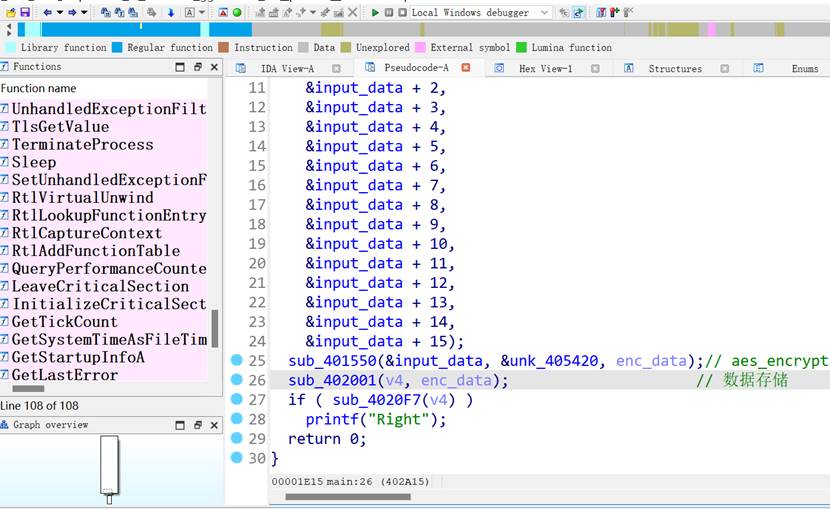 Local Windows debugger
Library function Regular function Instruction Data Unexplored External symbol Lumina function
Functions
IDA View-A Pseudocode-A Hex View-1 Structures Enums
Function name
UnhandledExceptionFilt
TlsGetValue
TerminateProcess
Sleep
SetUnhandledExceptionF
RtlVirtualUnwind
RtlLookupFunctionEntry
RtlCaptureContext
RtlAddFunctionTable
QueryPerformanceCounte
LeaveCriticalSection
InitializeCriticalSect
GetTickCount
GetSystemTimeAsFileTim
GetStartupInfoA
GetLastError
Line 108 of 108
Graph overview
11 &input_data + 2,
12 &input_data + 3,
13 &input_data + 4,
14 &input_data + 5,
15 &input_data + 6,
16 &input_data + 7,
17 &input_data + 8,
18 &input_data + 9,
19 &input_data + 10,
20 &input_data + 11,
21 &input_data + 12,
22 &input_data + 13,
23 &input_data + 14,
24 &input_data + 15);
25 sub_401550(&input_data, &unk_405420, enc_data);// aes_encrypt
26 sub_402001(v4, enc_data); // 数据存储
27 if ( sub_4020F7(v4) )
28 printf("Right");
29 return 0;
30 }
00001E15 main:26 (402A15)